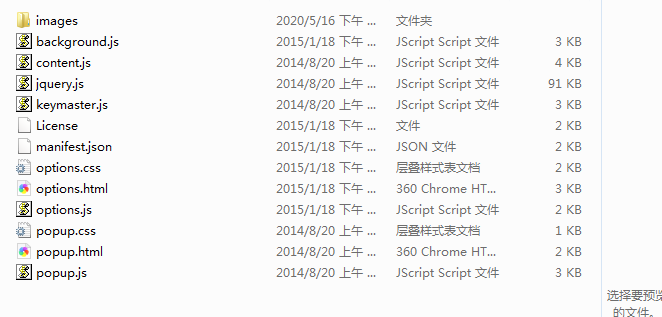 images 2020/5/16 下午 ... 文件夹
background.js 2015/1/18 下午 ... JScript Script 文件 3 KB
content.js 2014/8/20 上午 ... JScript Script 文件 4 KB
jquery.js 2014/8/20 上午 ... JScript Script 文件 91 KB
keymaster.js 2014/8/20 上午 ... JScript Script 文件 3 KB
License 2015/1/18 下午 ... 文件 2 KB
manifest.json 2015/1/18 下午 ... JSON 文件 2 KB
options.css 2015/1/18 下午 ... 层叠样式表文档 2 KB
options.html 2015/1/18 下午 ... 360 Chrome HT... 3 KB
options.js 2015/1/18 下午 ... JScript Script 文件 2 KB
popup.css 2014/8/20 上午 ... 层叠样式表文档 1 KB
popup.html 2014/8/20 上午 ... 360 Chrome HT... 2 KB
popup.js 2014/8/20 上午 ... JScript Script 文件 3 KB
选择要预览
的文件。